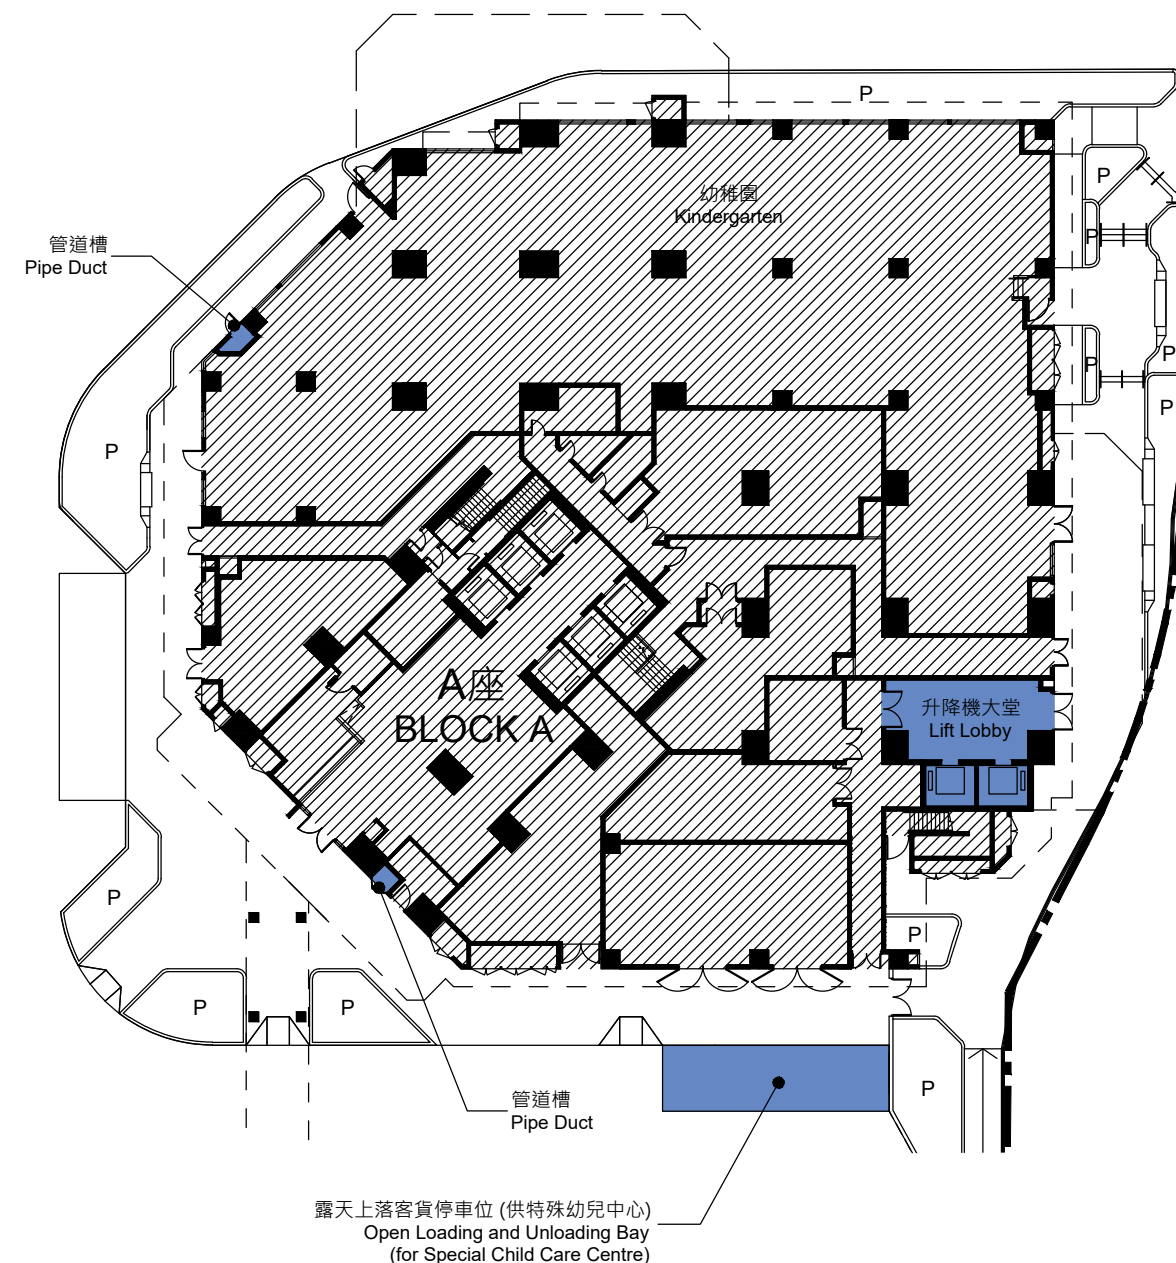 P
幼稚園
Kindergarten
P
管道槽
Pipe Duct
P
P
P
P
P
A座
BLOCK A
升降機大堂
Lift Lobby
P
P
P
P
P
管道槽
Pipe Duct
露天上落客貨停車位 (供特殊幼兒中心)
Open Loading and Unloading Bay
(for Special Child Care Centre)